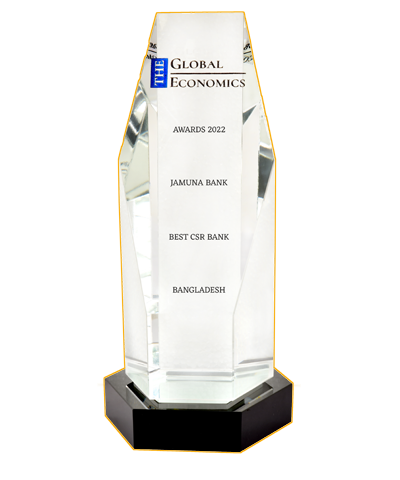 THE GLOBAL
ECONOMICS
AWARDS 2022
JAMUNA BANK
BEST CSR BANK
BANGLADESH